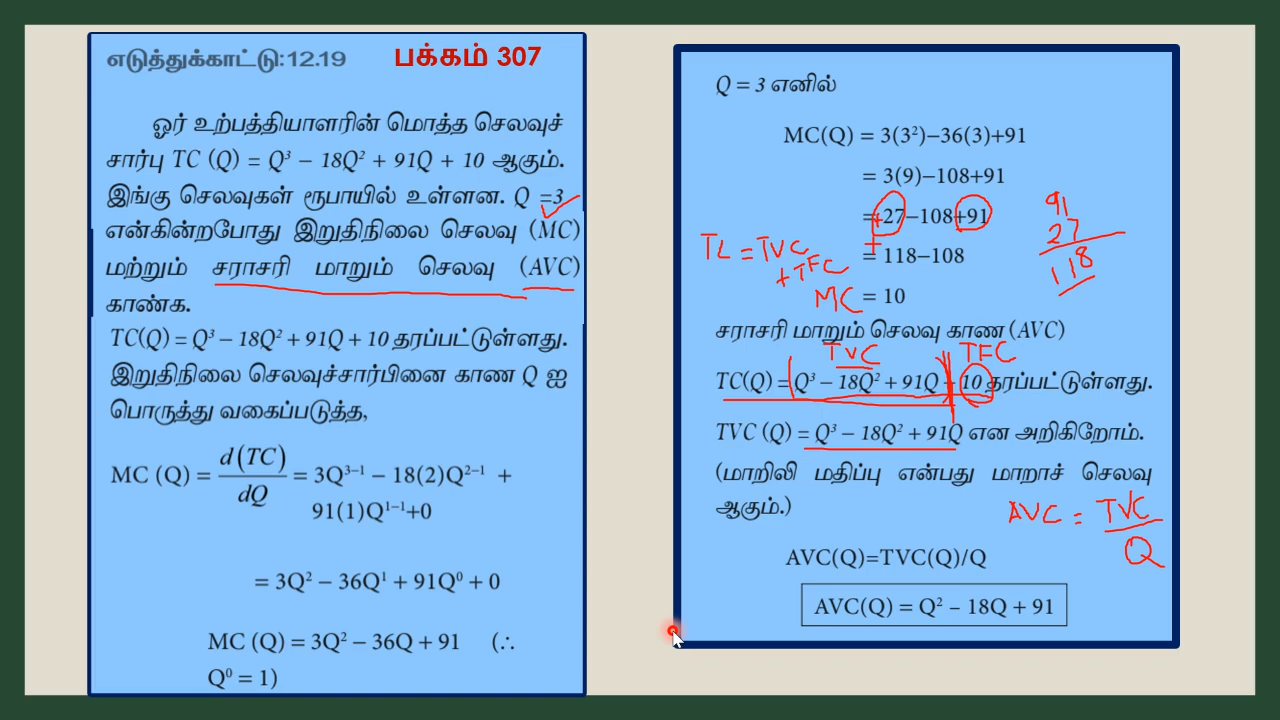 எடுத்துக்காட்டு:12.19
பக்கம் 307
ஓர் உற்பத்தியாளரின் மொத்த செலவுச்
சார்பு TC (Q) = Q³ − 18Q² + 91Q + 10 ஆகும்.
இங்கு செலவுகள் ரூபாயில் உள்ளன. Q =3
என்கின்றபோது இறுதிநிலை செலவு (MC)
மற்றும் சராசரி மாறும் செலவு (AVC)
காண்க.
TC(Q) = Q³ − 18Q² + 91Q + 10 தரப்பட்டுள்ளது.
இறுதிநிலை செலவுச்சார்பினை காண Q ஐ
பொருத்து வகைப்படுத்த,
MC (Q) = d(TC)/dQ = 3Q³⁻¹ − 18(2)Q²⁻¹ +
91(1)Q¹⁻¹+0
= 3Q² − 36Q¹ + 91Q⁰ + 0
MC (Q) = 3Q² − 36Q + 91 (∴
Q⁰ = 1)
Q = 3 எனில்
MC(Q) = 3(3²)−36(3)+91
= 3(9)−108+91
= +27−108+91
= 118−108
MC = 10
TC = TVC
+ TFC
91
27
118
சராசரி மாறும் செலவு காண (AVC)
TVC TFC
TC(Q) = Q³ − 18Q² + 91Q + 10 தரப்பட்டுள்ளது.
TVC (Q) = Q³ − 18Q² + 91Q என அறிகிறோம்.
(மாறிலி மதிப்பு என்பது மாறாச் செலவு
ஆகும்.)
AVC = TVC/Q
AVC(Q)=TVC(Q)/Q
AVC(Q) = Q² – 18Q + 91